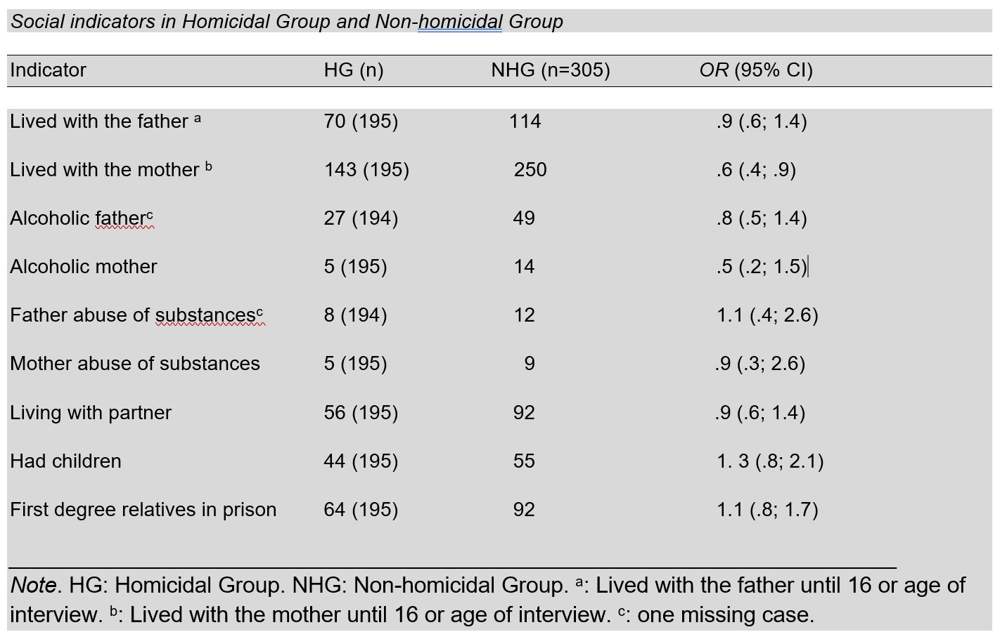 Social indicators in Homicidal Group and Non-homicidal Group
Indicator HG (n) NHG (n=305) OR (95% CI)
Lived with the father ᵃ 70 (195) 114 .9 (.6; 1.4)
Lived with the mother ᵇ 143 (195) 250 .6 (.4; .9)
Alcoholic fatherᶜ 27 (194) 49 .8 (.5; 1.4)
Alcoholic mother 5 (195) 14 .5 (.2; 1.5)
Father abuse of substancesᶜ 8 (194) 12 1.1 (.4; 2.6)
Mother abuse of substances 5 (195) 9 .9 (.3; 2.6)
Living with partner 56 (195) 92 .9 (.6; 1.4)
Had children 44 (195) 55 1. 3 (.8; 2.1)
First degree relatives in prison 64 (195) 92 1.1 (.8; 1.7)
Note. HG: Homicidal Group. NHG: Non-homicidal Group. ᵃ: Lived with the father until 16 or age of
interview. ᵇ: Lived with the mother until 16 or age of interview. ᶜ: one missing case.